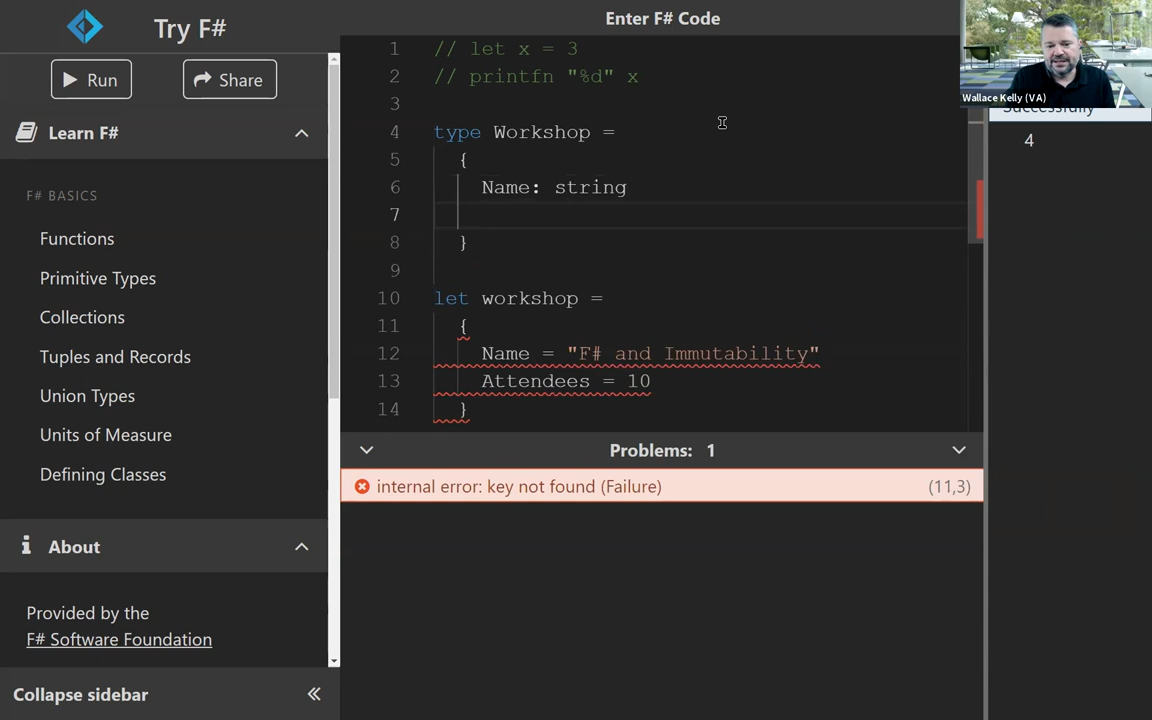 Try F#
Run
Share
Learn F#
F# BASICS
Functions
Primitive Types
Collections
Tuples and Records
Union Types
Units of Measure
Defining Classes
About
Provided by the
F# Software Foundation
Collapse sidebar
Enter F# Code
1 // let x = 3
2 // printfn "%d" x
3
4 type Workshop =
5 {
6 Name: string
7
8 }
9
10 let workshop =
11 {
12 Name = "F# and Immutability"
13 Attendees = 10
14 }
Problems: 1
internal error: key not found (Failure) (11,3)
Wallace Kelly (VA)
Successfully
4